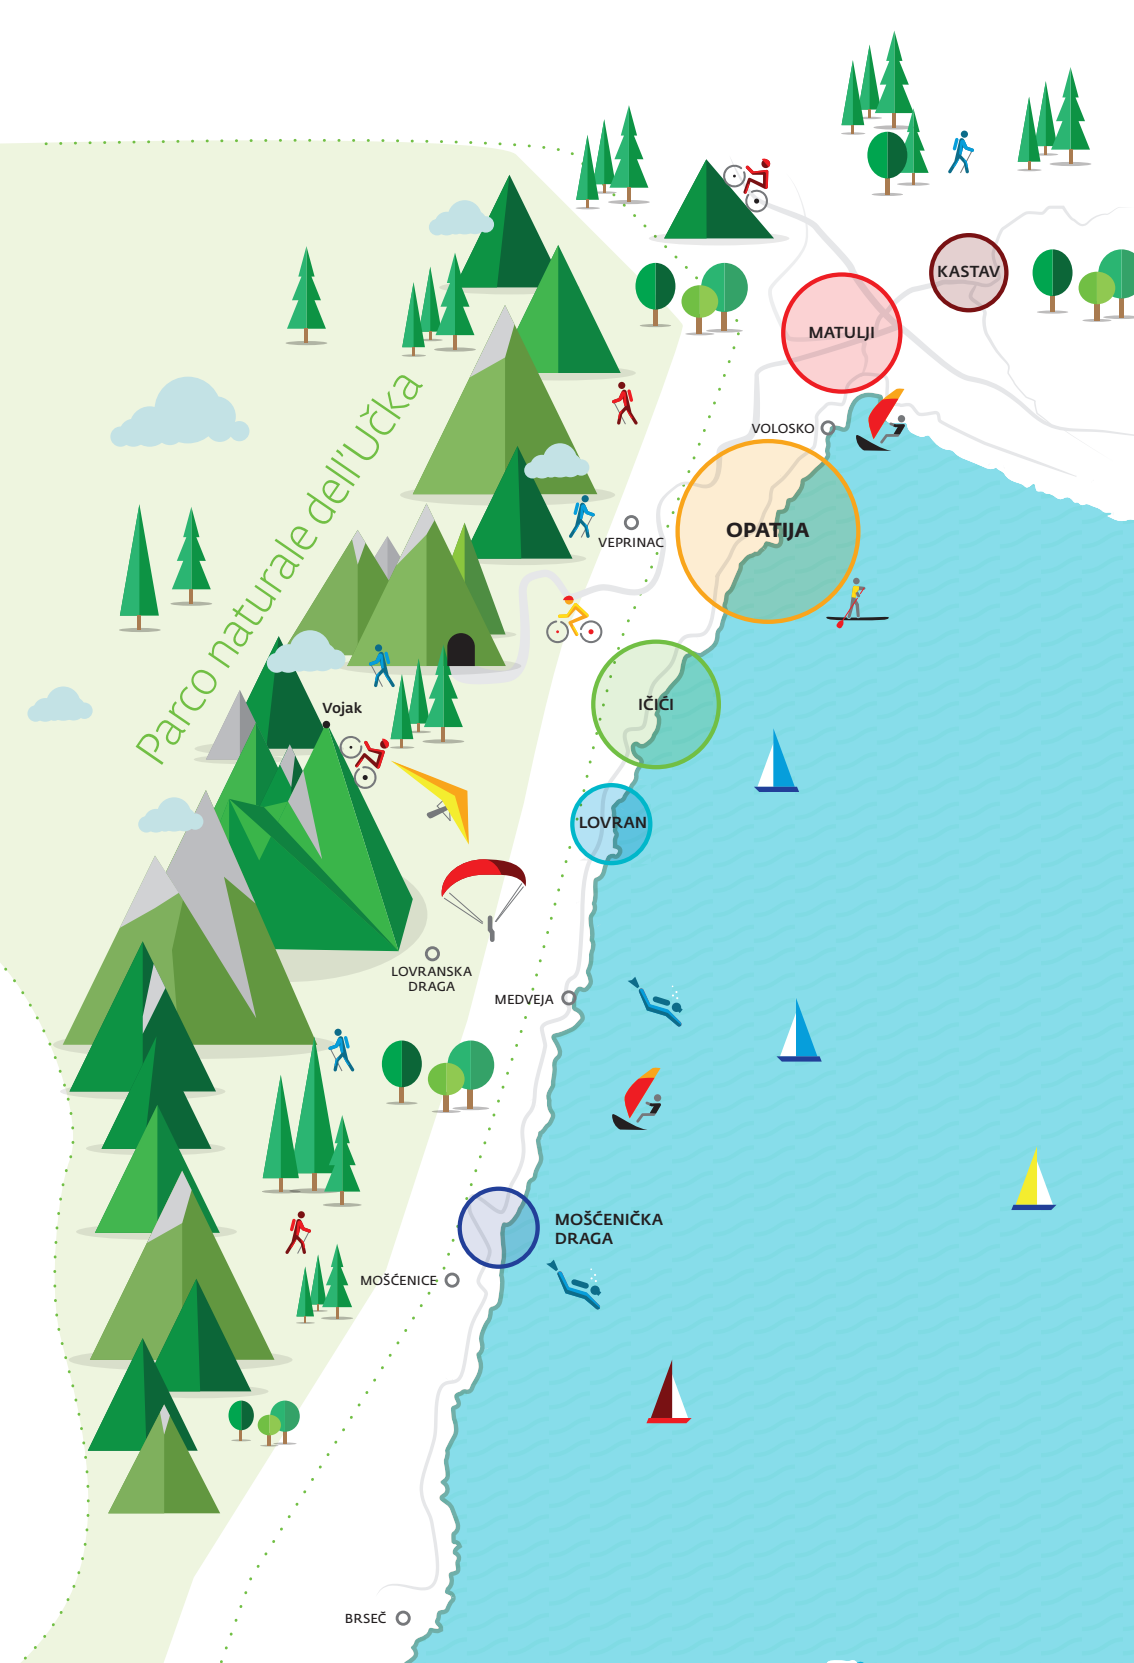 KASTAV
MATULJI
VOLOSKO
OPATIJA
VEPRINAC
Parco naturale dell'Učka
IČIĆI
Vojak
LOVRAN
LOVRANSKA
DRAGA
MEDVEJA
MOŠĆENIČKA
DRAGA
MOŠĆENICE
BRSEČ